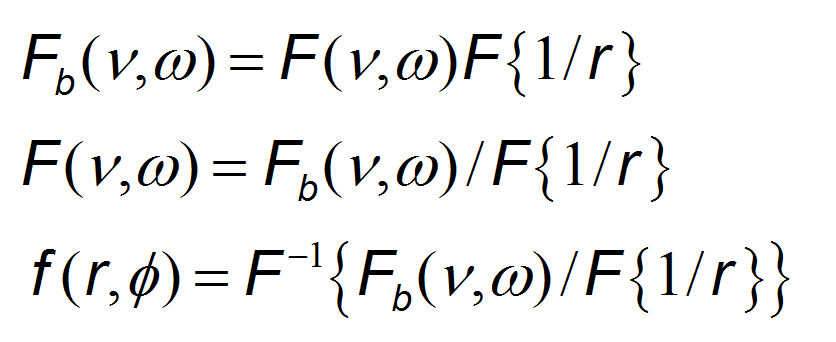 F_b(ν,ω) = F(ν,ω)F{1/r}
F(ν,ω) = F_b(ν,ω)/F{1/r}
f(r,ϕ) = F⁻¹{F_b(ν,ω)/F{1/r}}